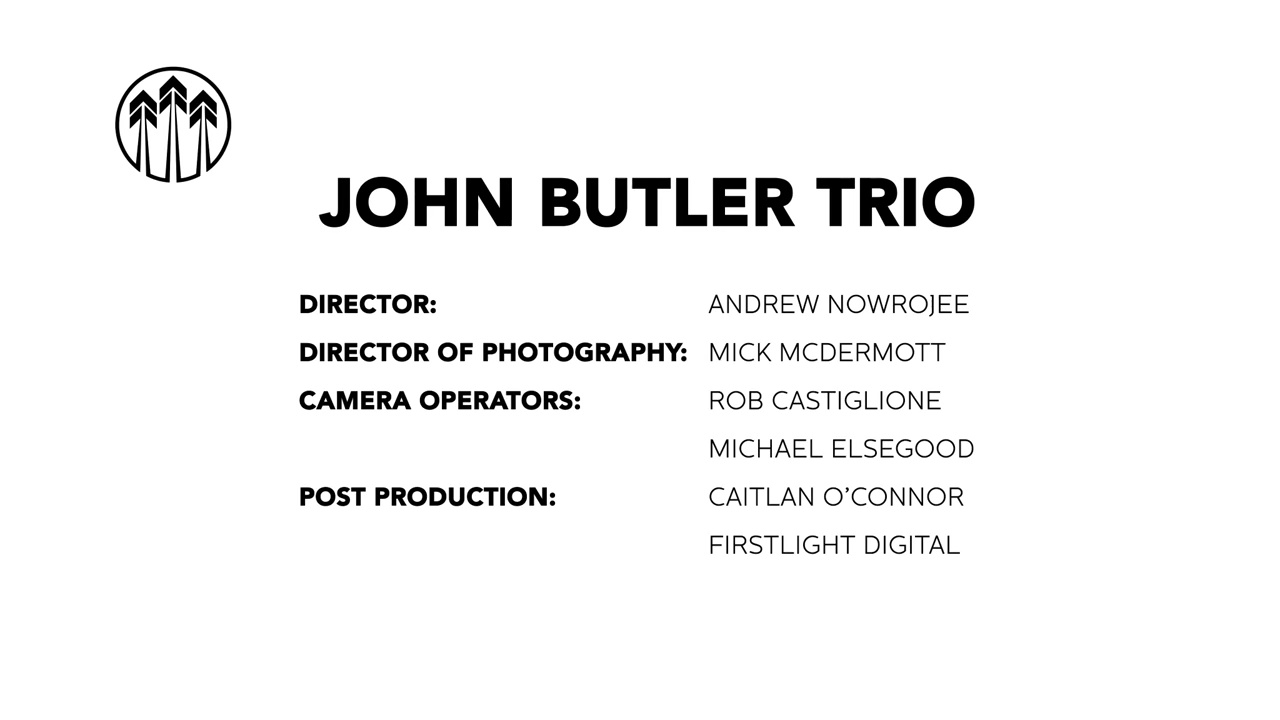 JOHN BUTLER TRIO
DIRECTOR: ANDREW NOWROJEE
DIRECTOR OF PHOTOGRAPHY: MICK MCDERMOTT
CAMERA OPERATORS: ROB CASTIGLIONE
MICHAEL ELSEGOOD
POST PRODUCTION: CAITLAN O’CONNOR
FIRSTLIGHT DIGITAL